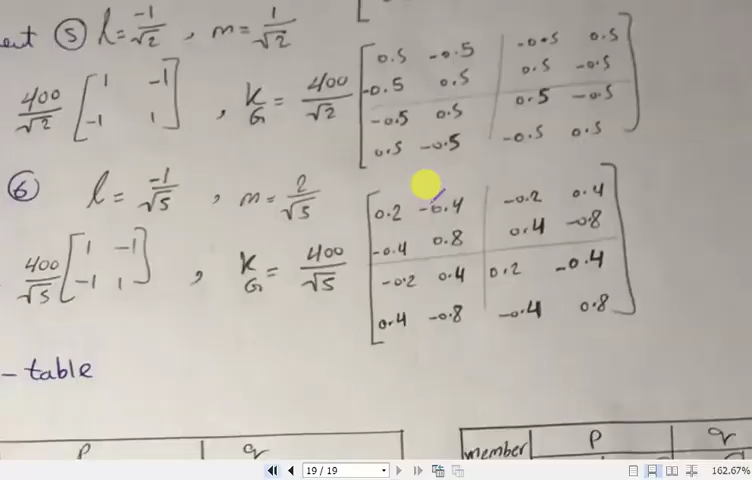 ent ⑤ l = -1/√2 , m = 1/√2
400/√2 [1 -1; -1 1] , K_G = 400/√2 [0.5 -0.5 -0.5 0.5; -0.5 0.5 0.5 -0.5; -0.5 0.5 0.5 -0.5; 0.5 -0.5 -0.5 0.5]
⑥ l = -1/√5 , m = 2/√5
400/√5 [1 -1; -1 1] , K_G = 400/√5 [0.2 -0.4 -0.2 0.4; -0.4 0.8 0.4 -0.8; -0.2 0.4 0.2 -0.4; 0.4 -0.8 -0.4 0.8]
- table
P q
member P q
19 / 19 162.67%